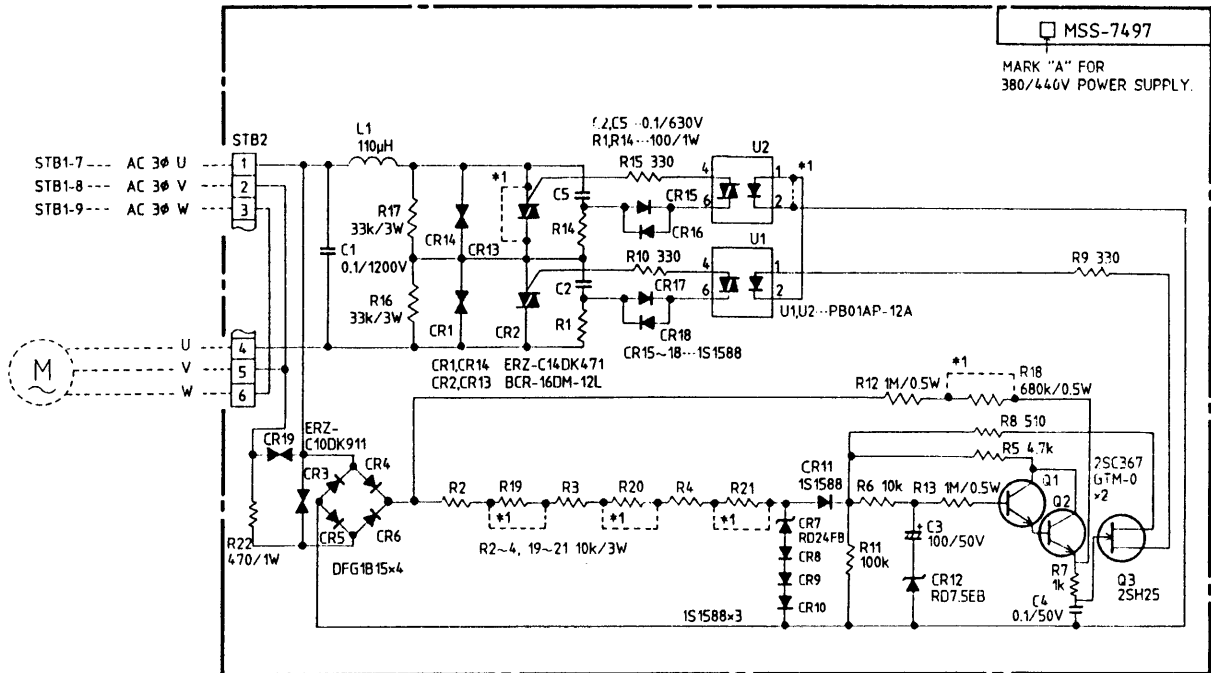 MSS-7497
MARK "A" FOR
380/440V POWER SUPPLY.
STB2
STB1-7--- AC 3ø U
STB1-8--- AC 3ø V
STB1-9--- AC 3ø W
1
2
3
L1
110μH
C1
0.1/1200V
R17
33k/3W
R16
33k/3W
CR14
CR13
CR1
CR2
*1
C5
R14
C2
R1
C2,C5···0.1/630V
R1,R14···100/1W
R15 330
CR15
CR16
R10 330
CR17
CR18
CR15~18···1S1588
U2
4
6
1
2
*1
U1
4
6
1
2
U1,U2···PB01AP-12A
R9 330
CR1,CR14 ERZ-C14DK471
CR2,CR13 BCR-16DM-12L
M
U
V
W
4
5
6
R12 1M/0.5W
*1
R18
680k/0.5W
R8 510
R5 4.7k
CR19
ERZ-
C10DK911
CR3
CR4
CR5
CR6
R22
470/1W
DFG1B15×4
R2
R19
*1
R3
R20
*1
R4
R21
*1
R2~4, 19~21 10k/3W
CR11
1S1588
CR7
RD24FB
CR8
CR9
CR10
1S1588×3
R6 10k
R13 1M/0.5W
R11
100k
+
C3
100/50V
CR12
RD7.5EB
Q1
Q2
2SC367
GTM-0
×2
R7
1k
C4
0.1/50V
Q3
2SH25